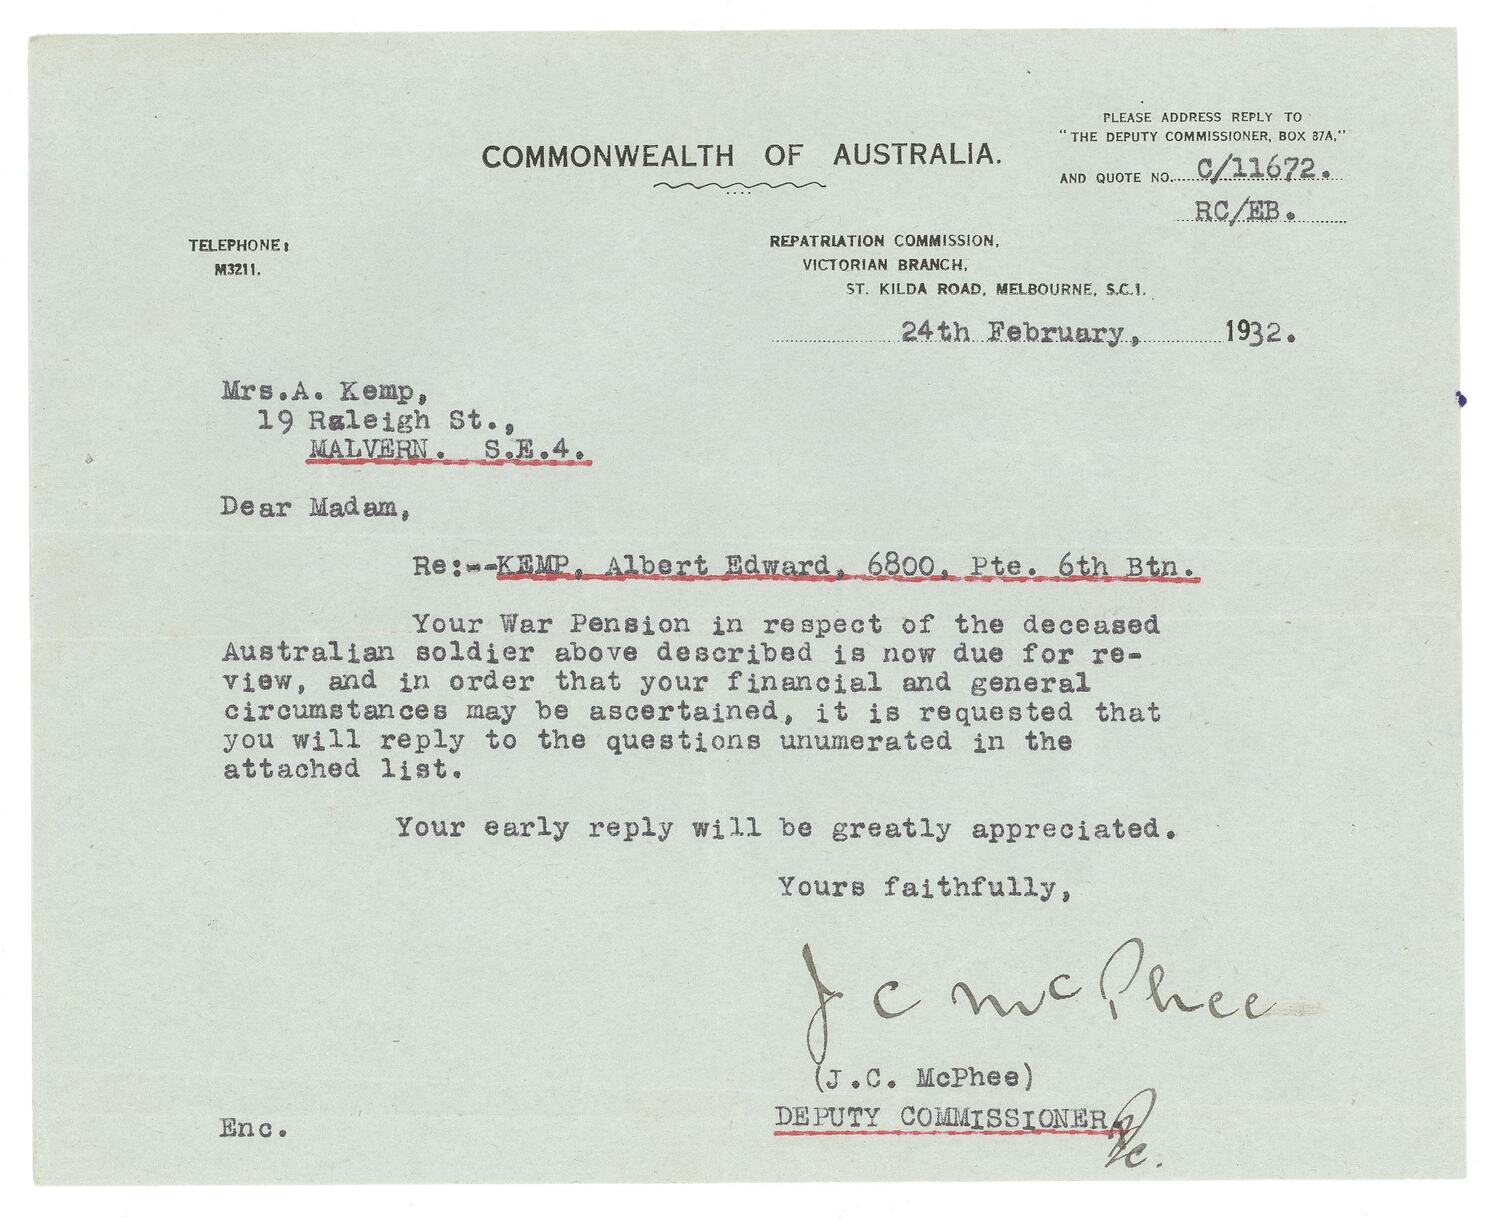 PLEASE ADDRESS REPLY TO
"THE DEPUTY COMMISSIONER, BOX 87A,"
COMMONWEALTH OF AUSTRALIA.
AND QUOTE NO. C/11672.
RC/EB.
TELEPHONE:
M3211.
REPATRIATION COMMISSION,
VICTORIAN BRANCH,
ST. KILDA ROAD, MELBOURNE, S.C.1.
24th February, 1932.
Mrs.A. Kemp,
19 Raleigh St.,
MALVERN. S.E.4.
Dear Madam,
Re:--KEMP, Albert Edward, 6800, Pte. 6th Btn.
Your War Pension in respect of the deceased
Australian soldier above described is now due for re-
view, and in order that your financial and general
circumstances may be ascertained, it is requested that
you will reply to the questions unumerated in the
attached list.
Your early reply will be greatly appreciated.
Yours faithfully,
J C McPhee
(J.C. McPhee)
DEPUTY COMMISSIONER
Enc.